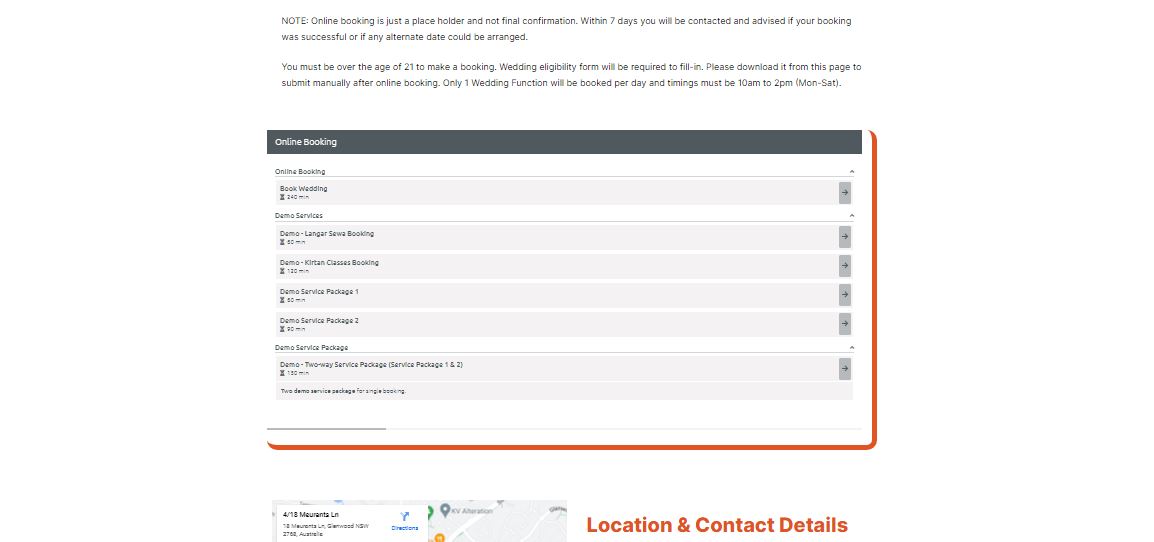 NOTE: Online booking is just a place holder and not final confirmation. Within 7 days you will be contacted and advised if your booking
was successful or if any alternate date could be arranged.
You must be over the age of 21 to make a booking. Wedding eligibility form will be required to fill-in. Please download it from this page to
submit manually after online booking. Only 1 Wedding Function will be booked per day and timings must be 10am to 2pm (Mon-Sat).
Online Booking
Online Booking
Book Wedding
240 min
Demo Services
Demo - Langar Sewa Booking
60 min
Demo - Kirtan Classes Booking
120 min
Demo Service Package 1
60 min
Demo Service Package 2
90 min
Demo Service Package
Demo - Two-way Service Package (Service Package 1 & 2)
150 min
Two demo service package for single booking.
4/18 Meurants Ln
18 Meurants Ln, Glenwood NSW
2768, Australia
Directions
KV Alteration
Location & Contact Details